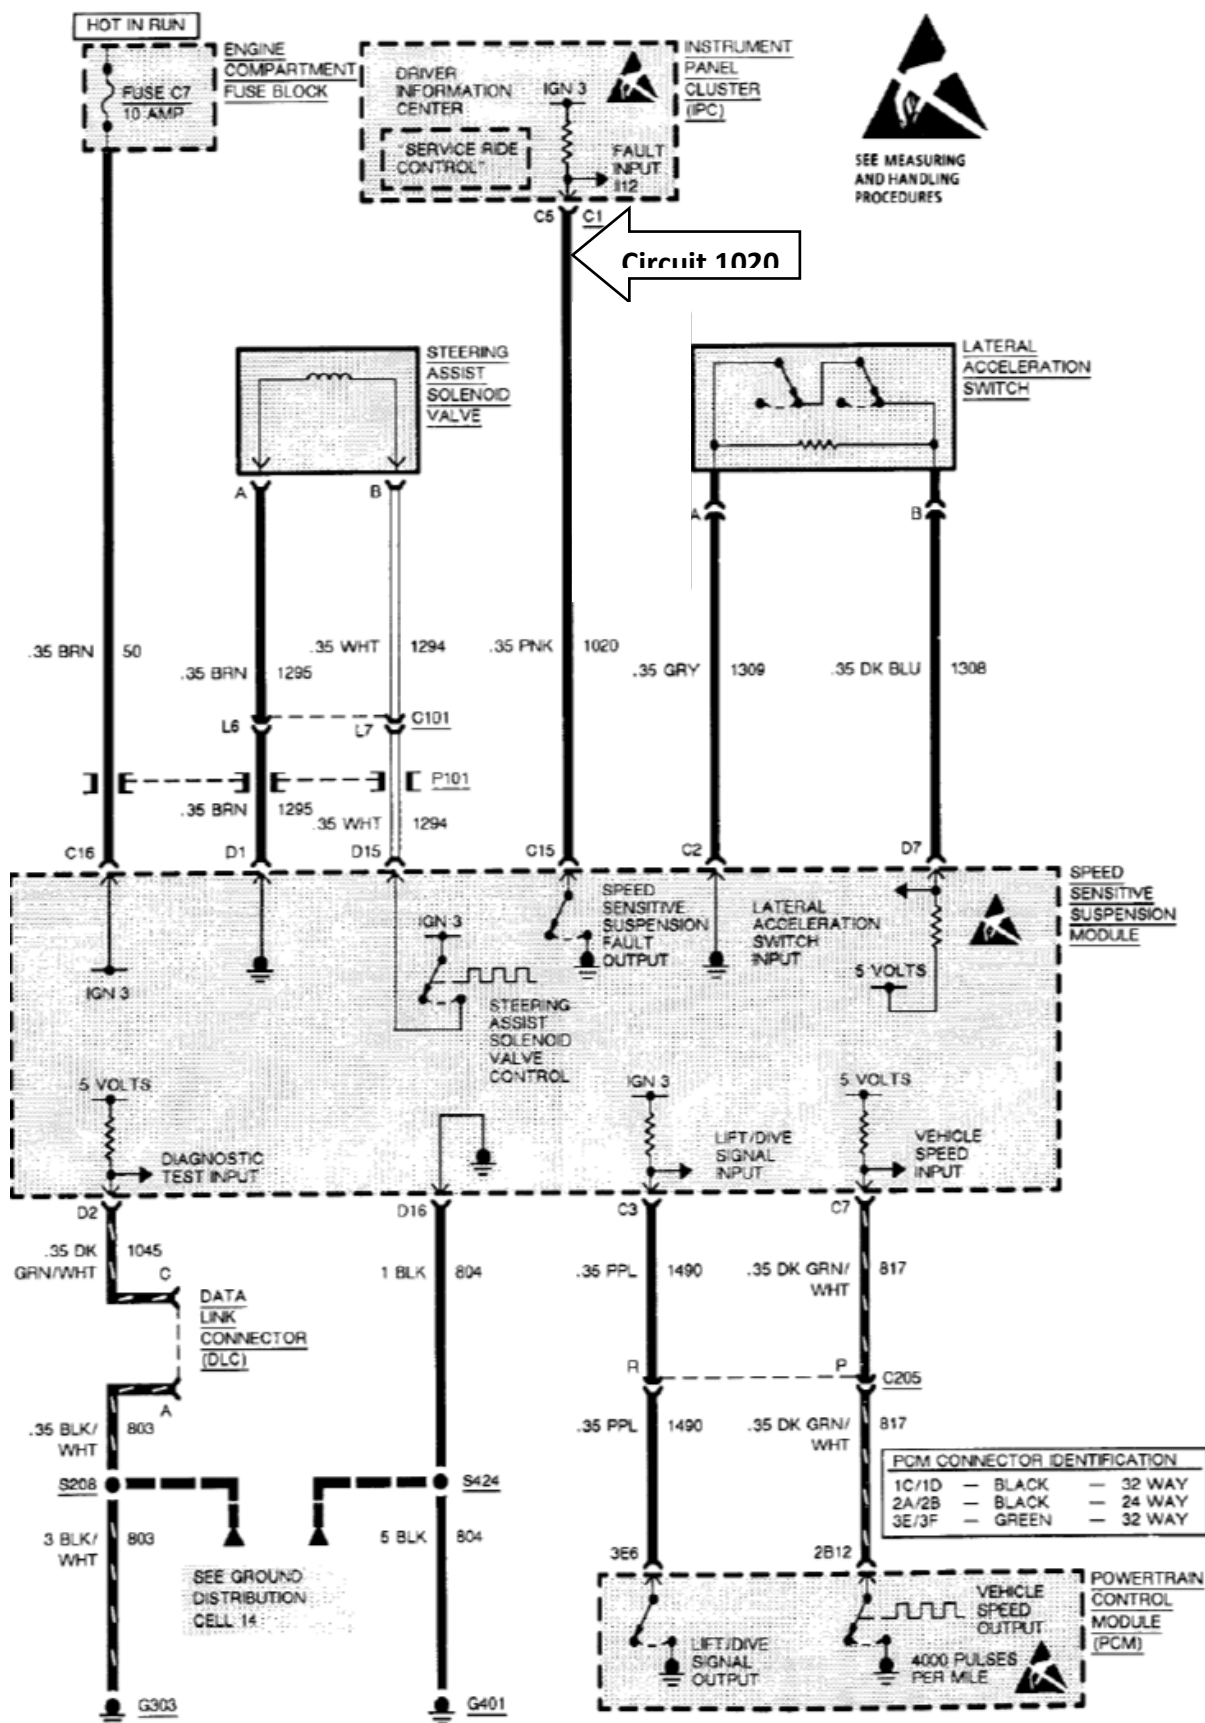 HOT IN RUN
ENGINE
COMPARTMENT
FUSE BLOCK
FUSE C7
10 AMP
DRIVER
INFORMATION
CENTER
"SERVICE RIDE
CONTROL"
IGN 3
FAULT
INPUT
I12
INSTRUMENT
PANEL
CLUSTER
(IPC)
SEE MEASURING
AND HANDLING
PROCEDURES
C5 C1
Circuit 1020
STEERING
ASSIST
SOLENOID
VALVE
LATERAL
ACCELERATION
SWITCH
A B
A B
.35 BRN 50
.35 BRN 1295
.35 WHT 1294
.35 PNK 1020
.35 GRY 1309
.35 DK BLU 1308
L6 L7 C101
P101
.35 BRN 1295
.35 WHT 1294
C16 D1 D15 C15 C2 D7
SPEED
SENSITIVE
SUSPENSION
MODULE
IGN 3
IGN 3
STEERING
ASSIST
SOLENOID
VALVE
CONTROL
SPEED
SENSITIVE
SUSPENSION
FAULT
OUTPUT
LATERAL
ACCELERATION
SWITCH
INPUT
5 VOLTS
5 VOLTS
DIAGNOSTIC
TEST INPUT
IGN 3
LIFT/DIVE
SIGNAL
INPUT
5 VOLTS
VEHICLE
SPEED
INPUT
D2 D16 C3 C7
.35 DK
GRN/WHT
1045
C
DATA
LINK
CONNECTOR
(DLC)
A
1 BLK 804
.35 PPL 1490
.35 DK GRN/
WHT
817
R P C205
.35 BLK/
WHT
803
.35 PPL 1490
.35 DK GRN/
WHT
817
S208 S424
3 BLK/
WHT
803
5 BLK 804
SEE GROUND
DISTRIBUTION
CELL 14
G303 G401
PCM CONNECTOR IDENTIFICATION
1C/1D – BLACK – 32 WAY
2A/2B – BLACK – 24 WAY
3E/3F – GREEN – 32 WAY
3E6 2B12
POWERTRAIN
CONTROL
MODULE
(PCM)
LIFT/DIVE
SIGNAL
OUTPUT
VEHICLE
SPEED
OUTPUT
4000 PULSES
PER MILE